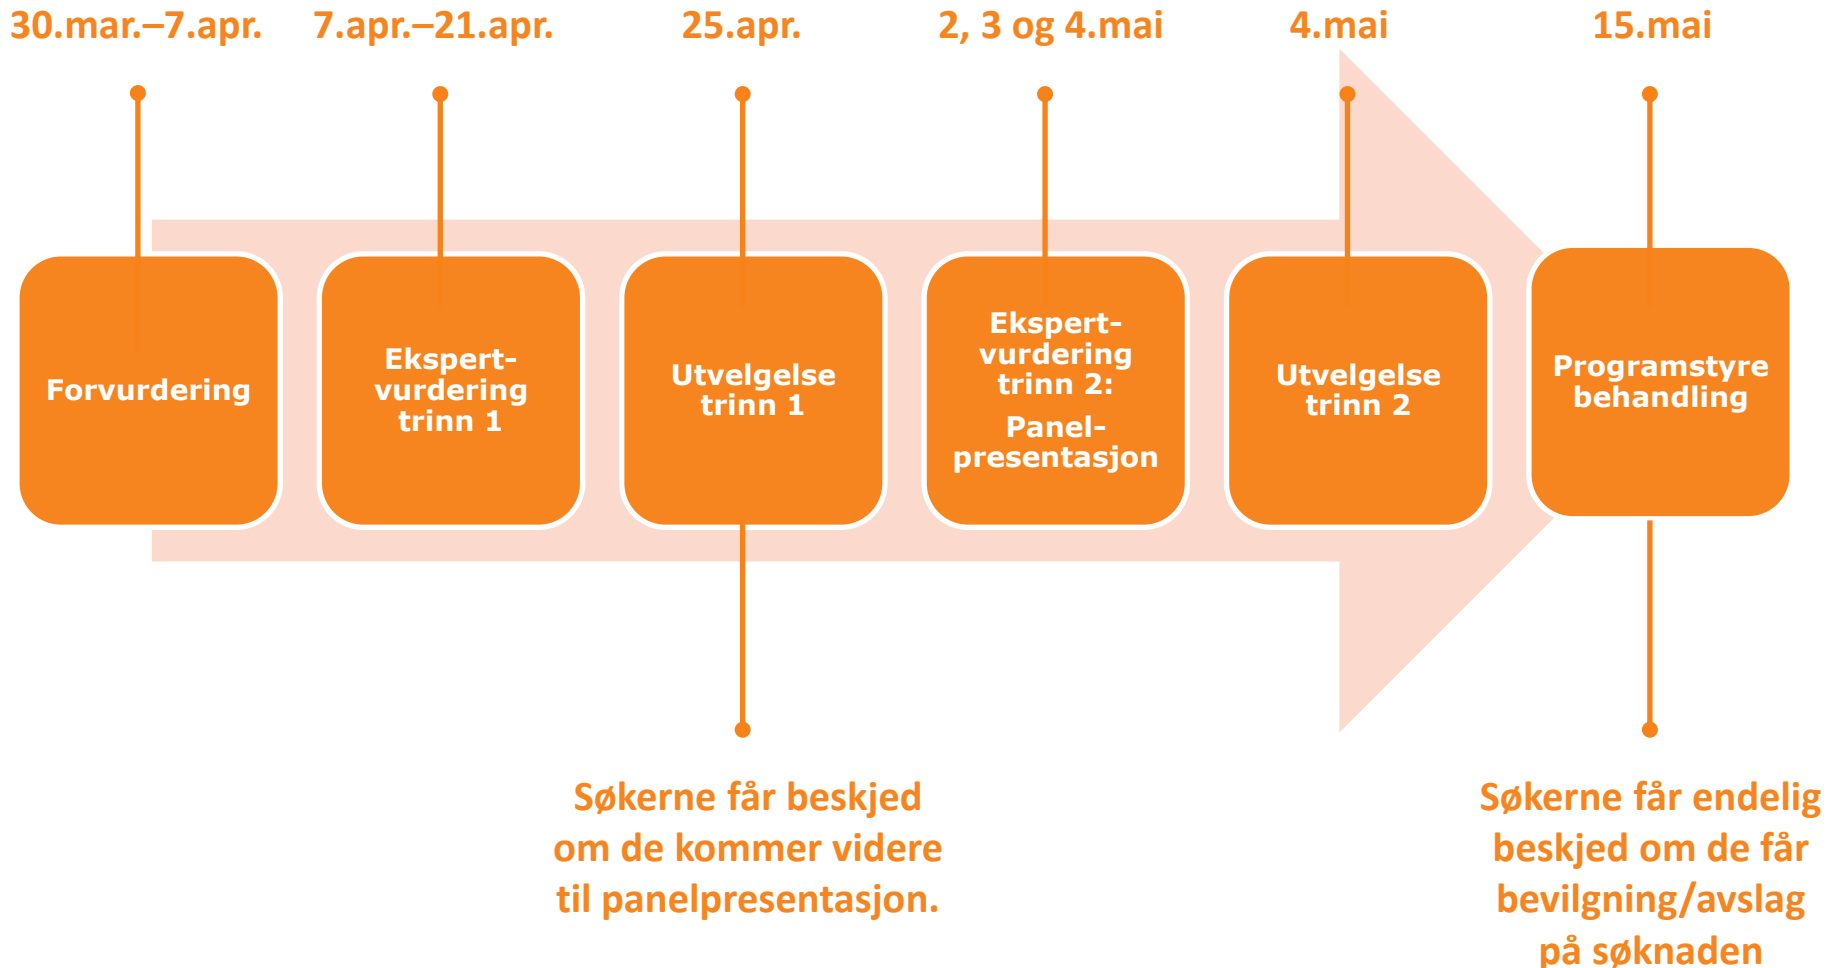 30.mar.–7.apr.
7.apr.–21.apr.
25.apr.
2, 3 og 4.mai
4.mai
15.mai
Forvurdering
Ekspert-
vurdering
trinn 1
Utvelgelse
trinn 1
Ekspert-
vurdering
trinn 2:
Panel-
presentasjon
Utvelgelse
trinn 2
Programstyre
behandling
Søkerne får beskjed
om de kommer videre
til panelpresentasjon.
Søkerne får endelig
beskjed om de får
bevilgning/avslag
på søknaden